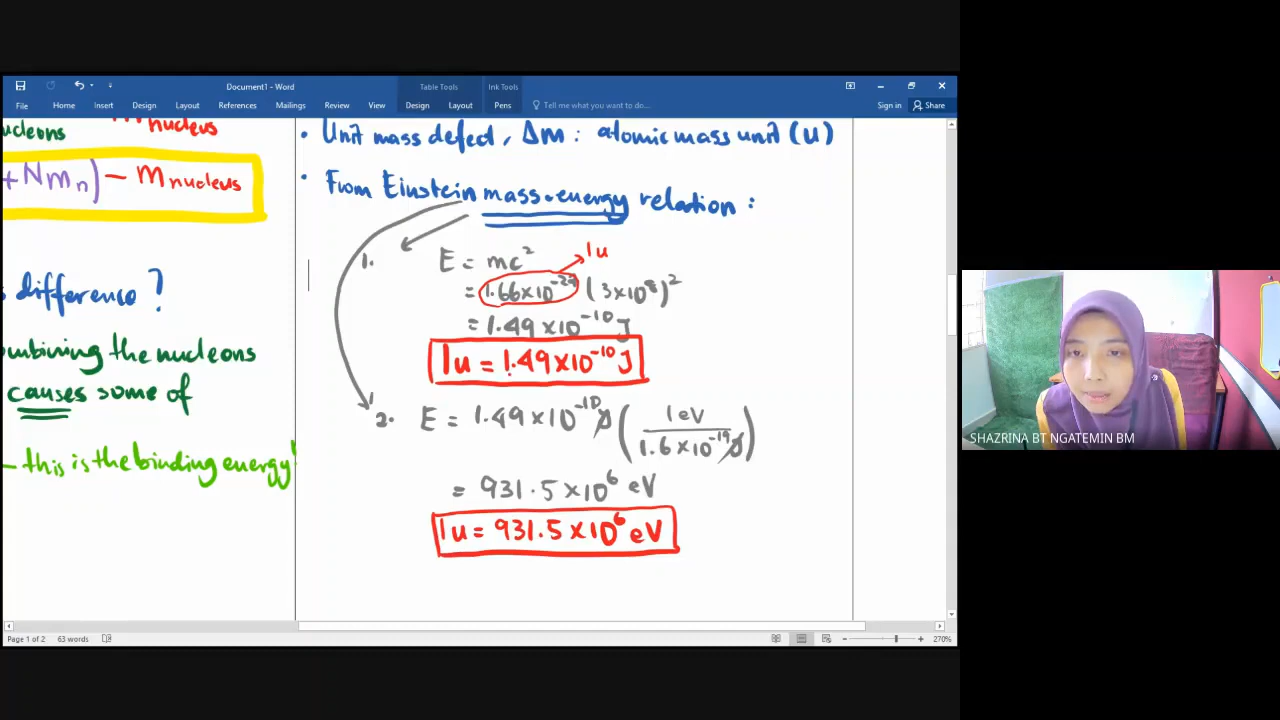 Document1 - Word
Table Tools
Ink Tools
File Home Insert Design Layout References Mailings Review View Design Layout Pens Tell me what you want to do... Sign in Share
nucleons
m nucleus
+ Nmn) - m nucleus
difference?
ombining the nucleons
causes some of
- this is the binding energy!
• Unit mass defect, Δm : atomic mass unit (u)
• From Einstein mass-energy relation :
1. E = mc²
1u
= 1.66×10⁻²⁷ (3×10⁸)²
= 1.49×10⁻¹⁰ J
1u = 1.49×10⁻¹⁰ J
2. E = 1.49×10⁻¹⁰ J (1eV / 1.6×10⁻¹⁹ J)
= 931.5×10⁶ eV
1u = 931.5×10⁶ eV
Page 1 of 2 63 words
270%
SHAZRINA BT NGATEMIN BM